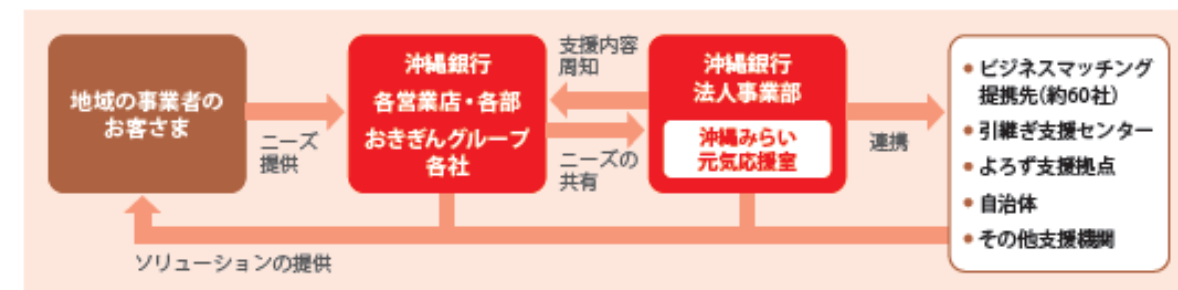 地域の事業者の
お客さま
ニーズ
提供
沖縄銀行
各営業店・各部
おきぎんグループ
各社
支援内容
周知
ニーズの
共有
沖縄銀行
法人事業部
沖縄みらい
元気応援室
連携
• ビジネスマッチング
提携先(約60社)
• 引継ぎ支援センター
• よろず支援拠点
• 自治体
• その他支援機関
ソリューションの提供